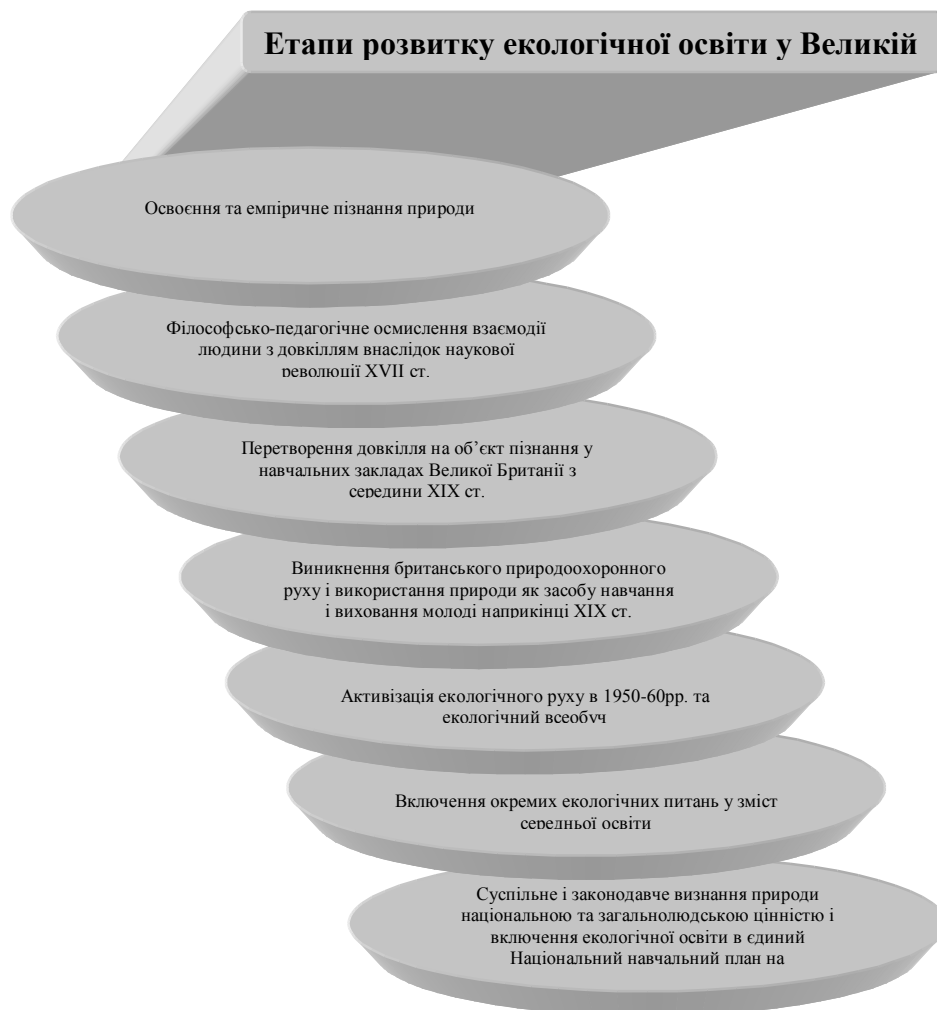 Етапи розвитку екологічної освіти у Великій
Освоєння та емпіричне пізнання природи
Філософсько-педагогічне осмислення взаємодії
людини з довкіллям внаслідок наукової
революції XVII ст.
Перетворення довкілля на об’єкт пізнання у
навчальних закладах Великої Британії з
середини XIX ст.
Виникнення британського природоохоронного
руху і використання природи як засобу навчання
і виховання молоді наприкінці XIX ст.
Активізація екологічного руху в 1950-60рр. та
екологічний всеобуч
Включення окремих екологічних питань у зміст
середньої освіти
Суспільне і законодавче визнання природи
національною та загальнолюдською цінністю і
включення екологічної освіти в єдиний
Національний навчальний план на